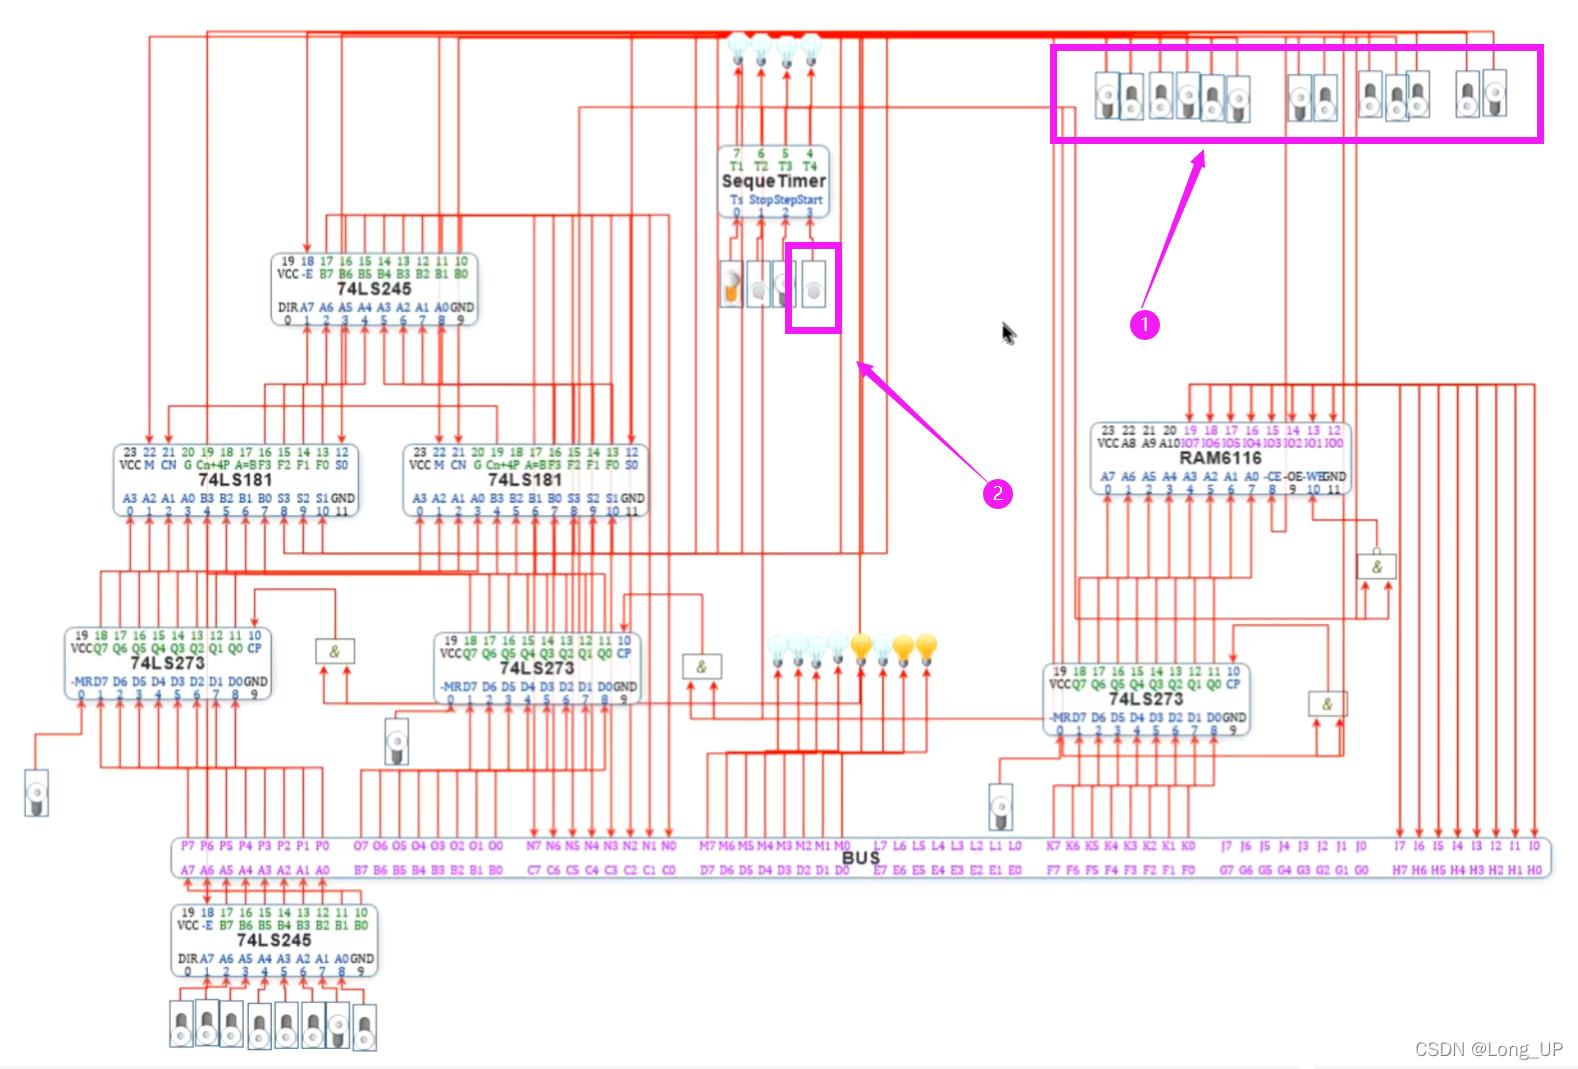 7 6 5 4
T1 T2 T3 T4
SequeTimer
Ts Stop Step Start
0 1 2 3
1
19 18 17 16 15 14 13 12 11 10
VCC -E B7 B6 B5 B4 B3 B2 B1 B0
74LS245
DIR A7 A6 A5 A4 A3 A2 A1 A0 GND
0 1 2 3 4 5 6 7 8 9
2
23 22 21 20 19 18 17 16 15 14 13 12
VCC M CN G Cn+4 P A=B F3 F2 F1 F0 S0
74LS181
A3 A2 A1 A0 B3 B2 B1 B0 S3 S2 S1 GND
0 1 2 3 4 5 6 7 8 9 10 11
23 22 21 20 19 18 17 16 15 14 13 12
VCC M CN G Cn+4 P A=B F3 F2 F1 F0 S0
74LS181
A3 A2 A1 A0 B3 B2 B1 B0 S3 S2 S1 GND
0 1 2 3 4 5 6 7 8 9 10 11
23 22 21 20 19 18 17 16 15 14 13 12
VCC A8 A9 A10 IO7 IO6 IO5 IO4 IO3 IO2 IO1 IO0
RAM6116
A7 A6 A5 A4 A3 A2 A1 A0 -CE -OE -WE GND
0 1 2 3 4 5 6 7 8 9 10 11
&
19 18 17 16 15 14 13 12 11 10
VCC Q7 Q6 Q5 Q4 Q3 Q2 Q1 Q0 CP
74LS273
-MR D7 D6 D5 D4 D3 D2 D1 D0 GND
0 1 2 3 4 5 6 7 8 9
&
19 18 17 16 15 14 13 12 11 10
VCC Q7 Q6 Q5 Q4 Q3 Q2 Q1 Q0 CP
74LS273
-MR D7 D6 D5 D4 D3 D2 D1 D0 GND
0 1 2 3 4 5 6 7 8 9
&
19 18 17 16 15 14 13 12 11 10
VCC Q7 Q6 Q5 Q4 Q3 Q2 Q1 Q0 CP
74LS273
-MR D7 D6 D5 D4 D3 D2 D1 D0 GND
0 1 2 3 4 5 6 7 8 9
&
P7 P6 P5 P4 P3 P2 P1 P0 O7 O6 O5 O4 O3 O2 O1 O0 N7 N6 N5 N4 N3 N2 N1 N0 M7 M6 M5 M4 M3 M2 M1 M0 L7 L6 L5 L4 L3 L2 L1 L0 K7 K6 K5 K4 K3 K2 K1 K0 J7 J6 J5 J4 J3 J2 J1 J0 I7 I6 I5 I4 I3 I2 I1 I0
BUS
A7 A6 A5 A4 A3 A2 A1 A0 B7 B6 B5 B4 B3 B2 B1 B0 C7 C6 C5 C4 C3 C2 C1 C0 D7 D6 D5 D4 D3 D2 D1 D0 E7 E6 E5 E4 E3 E2 E1 E0 F7 F6 F5 F4 F3 F2 F1 F0 G7 G6 G5 G4 G3 G2 G1 G0 H7 H6 H5 H4 H3 H2 H1 H0
19 18 17 16 15 14 13 12 11 10
VCC -E B7 B6 B5 B4 B3 B2 B1 B0
74LS245
DIR A7 A6 A5 A4 A3 A2 A1 A0 GND
0 1 2 3 4 5 6 7 8 9
CSDN @Long_UP